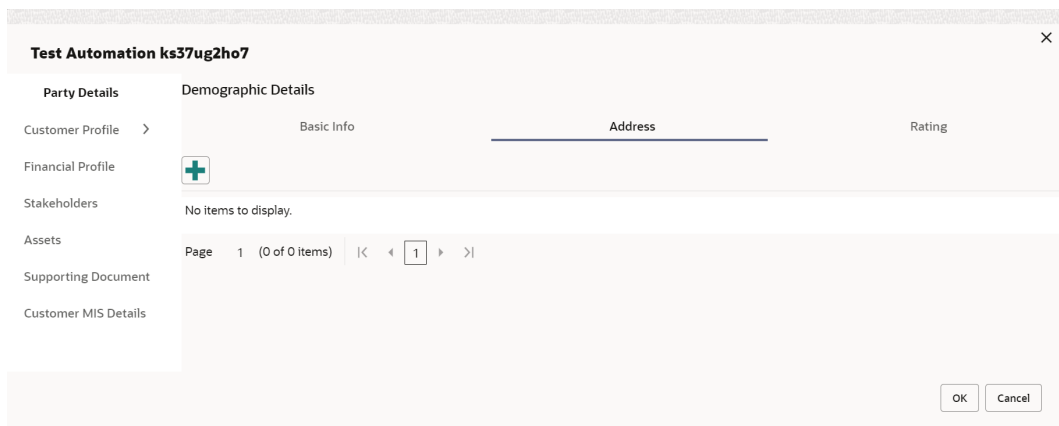 Test Automation ks37ug2ho7
Party Details
Customer Profile
Financial Profile
Stakeholders
Assets
Supporting Document
Customer MIS Details
Demographic Details
Basic Info Address Rating
No items to display.
Page 1 (0 of 0 items) 1
OK Cancel